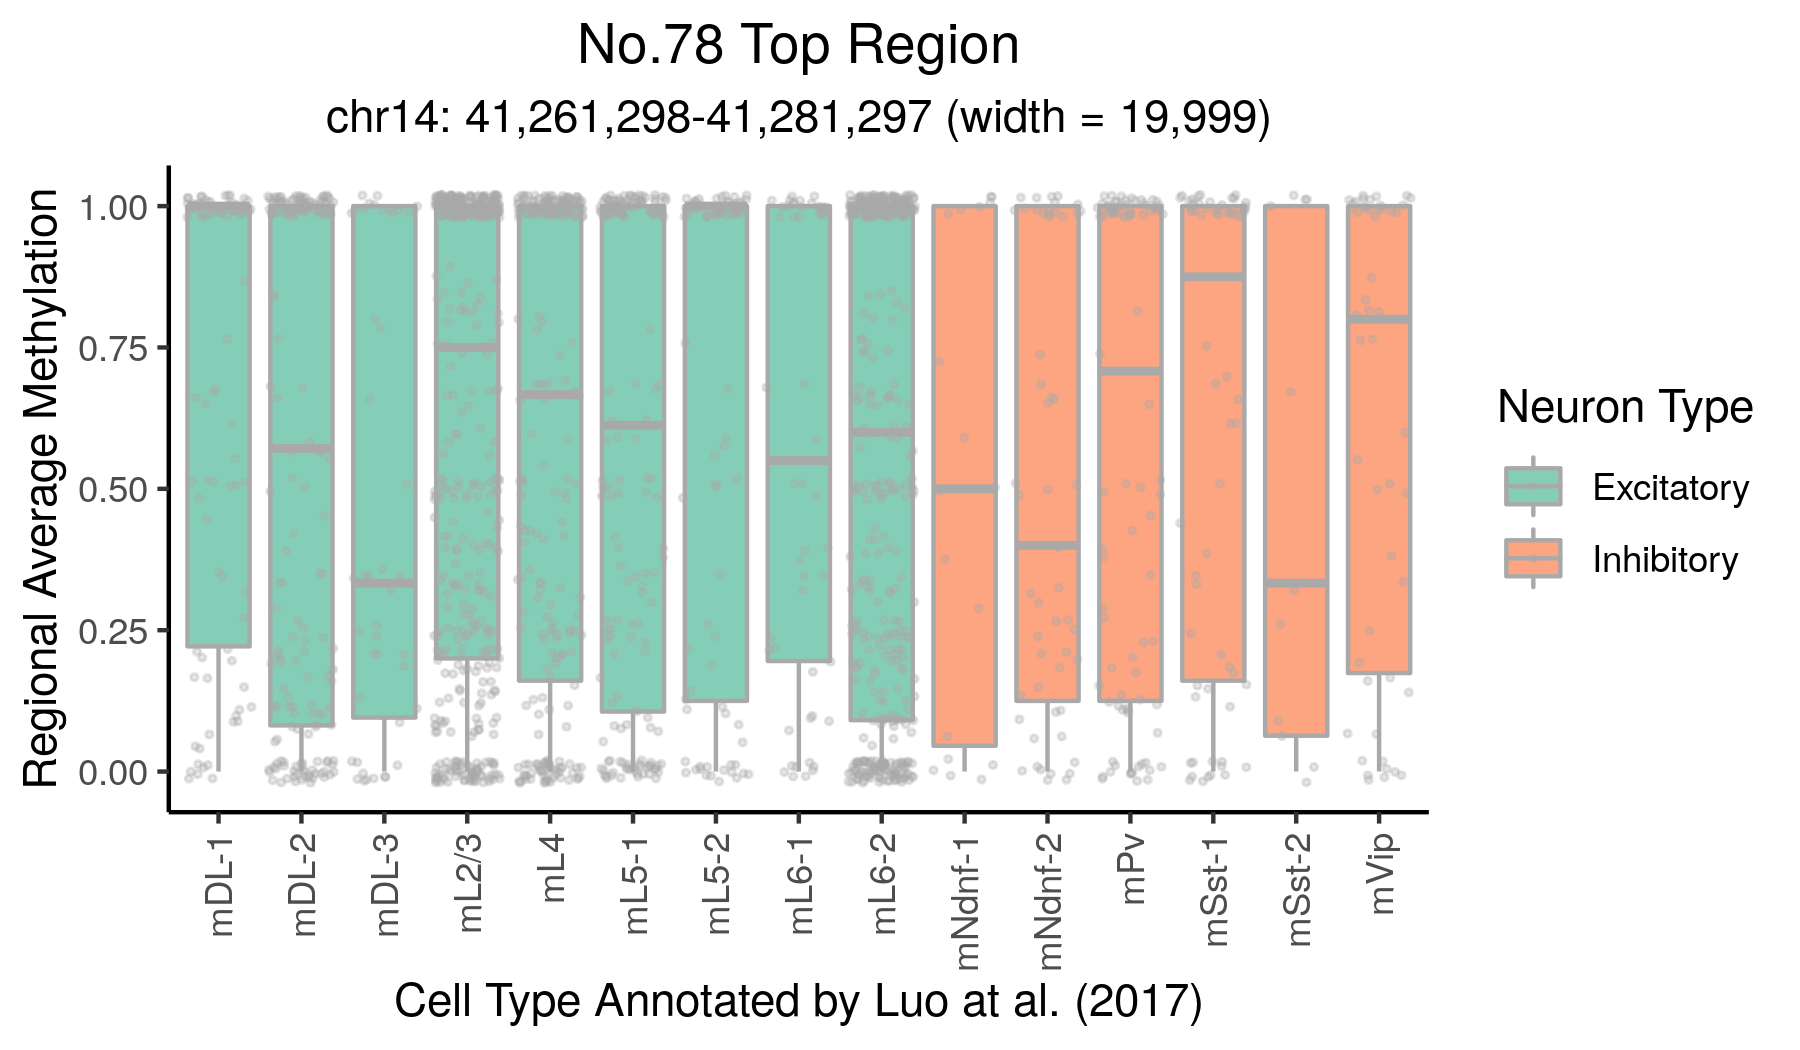 No.78 Top Region
chr14: 41,261,298-41,281,297 (width = 19,999)
Regional Average Methylation
1.00
0.75
0.50
0.25
0.00
mDL-1
mDL-2
mDL-3
mL2/3
mL4
mL5-1
mL5-2
mL6-1
mL6-2
mNdnf-1
mNdnf-2
mPv
mSst-1
mSst-2
mVip
Cell Type Annotated by Luo at al. (2017)
Neuron Type
Excitatory
Inhibitory